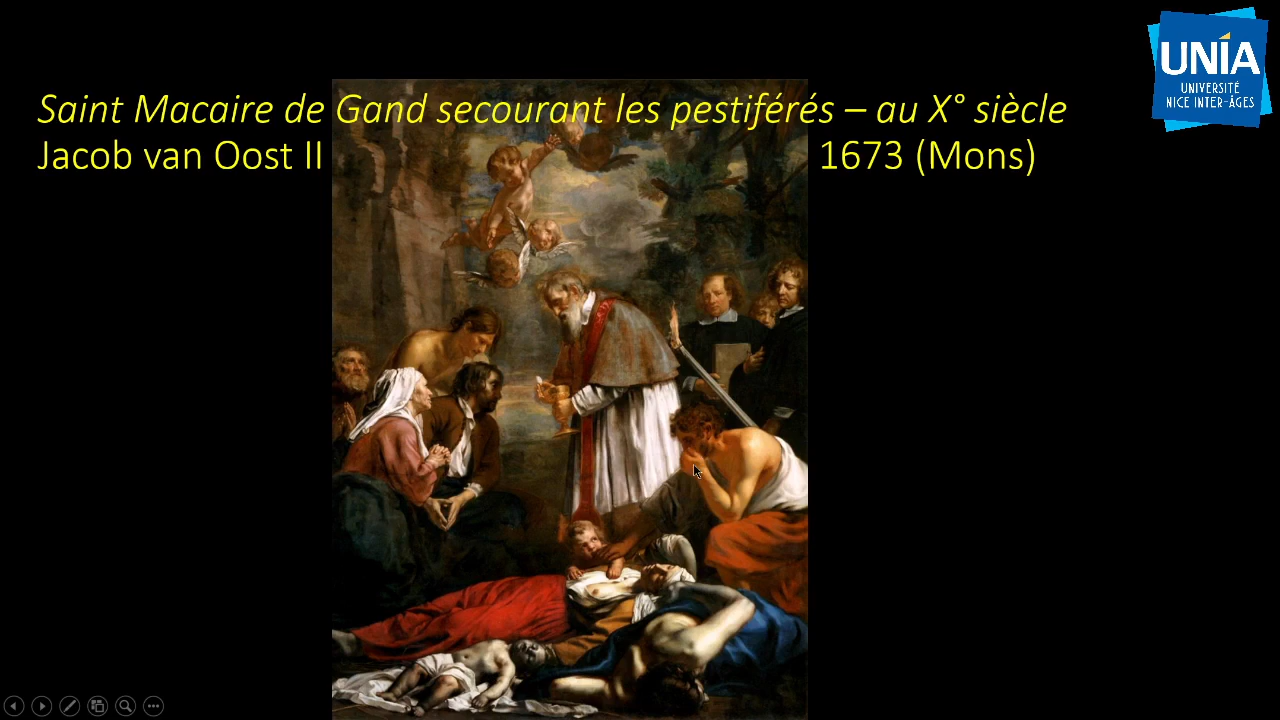 Saint Macaire de Gand secourant les pestiférés – au X° siècle
Jacob van Oost II 1673 (Mons)
UNIA
UNIVERSITÉ
NICE INTER-ÂGES